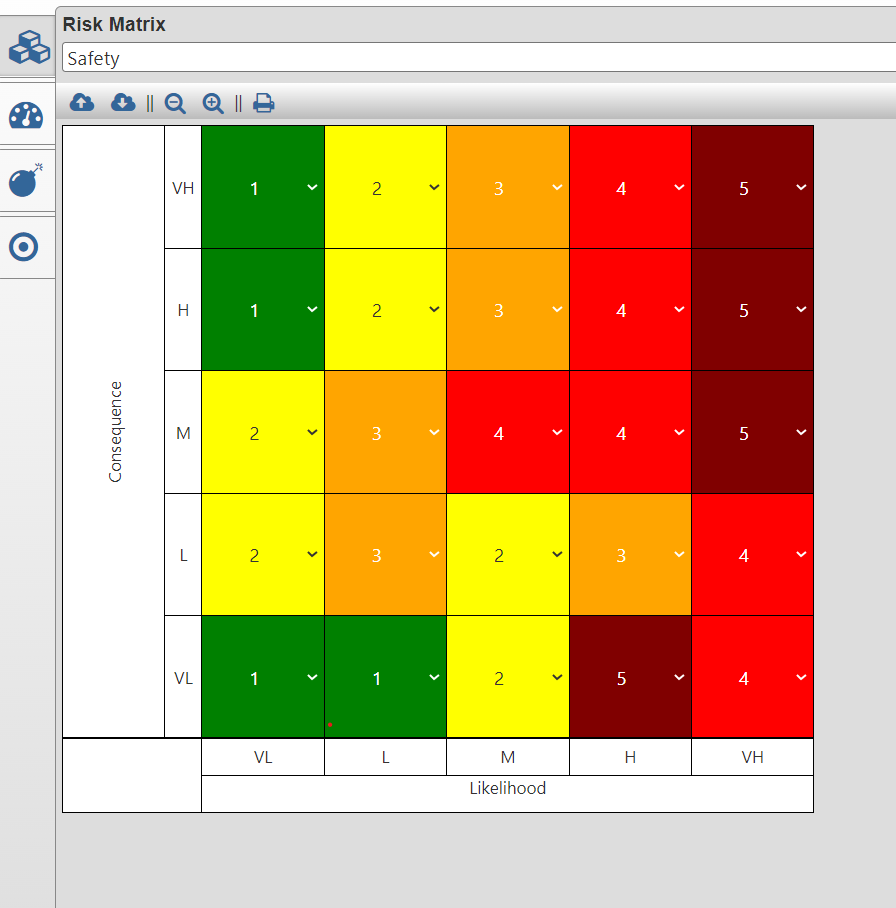 Risk Matrix
Safety
VH 1 2 3 4 5
H 1 2 3 4 5
Consequence
M 2 3 4 4 5
L 2 3 2 3 4
VL 1 1 2 5 4
VL L M H VH
Likelihood